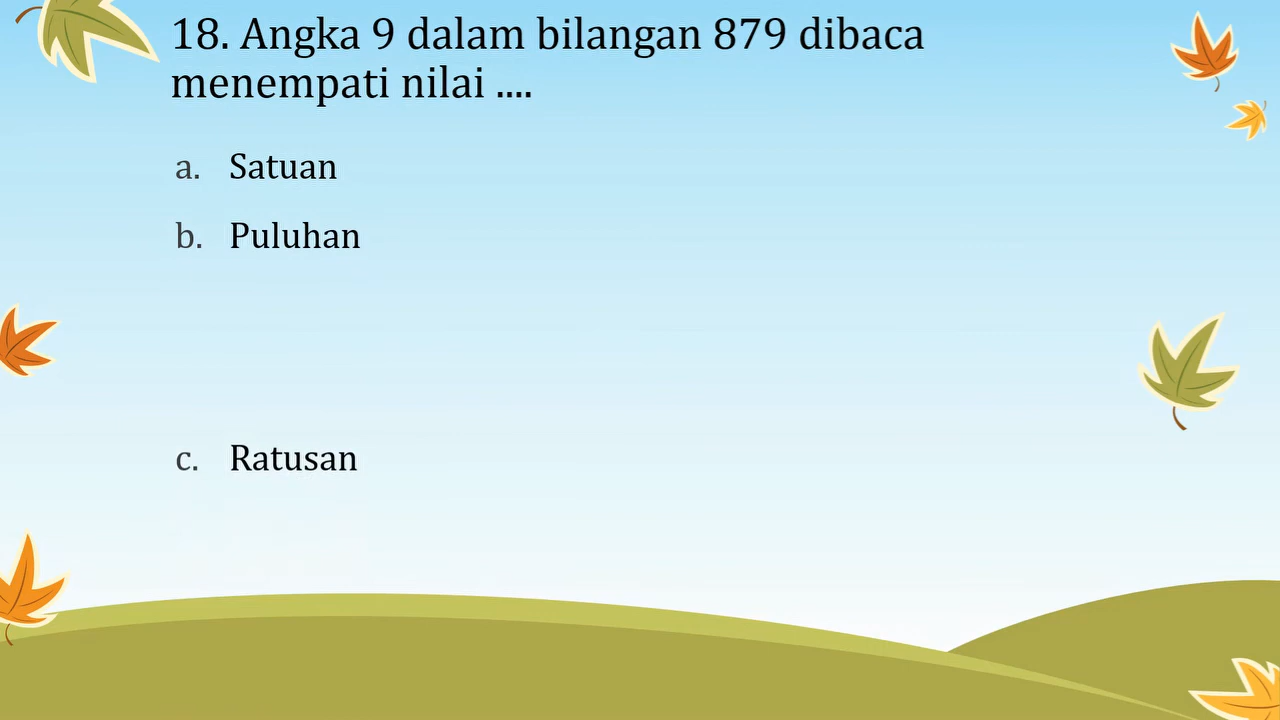 18. Angka 9 dalam bilangan 879 dibaca
menempati nilai ....
a. Satuan
b. Puluhan
c. Ratusan